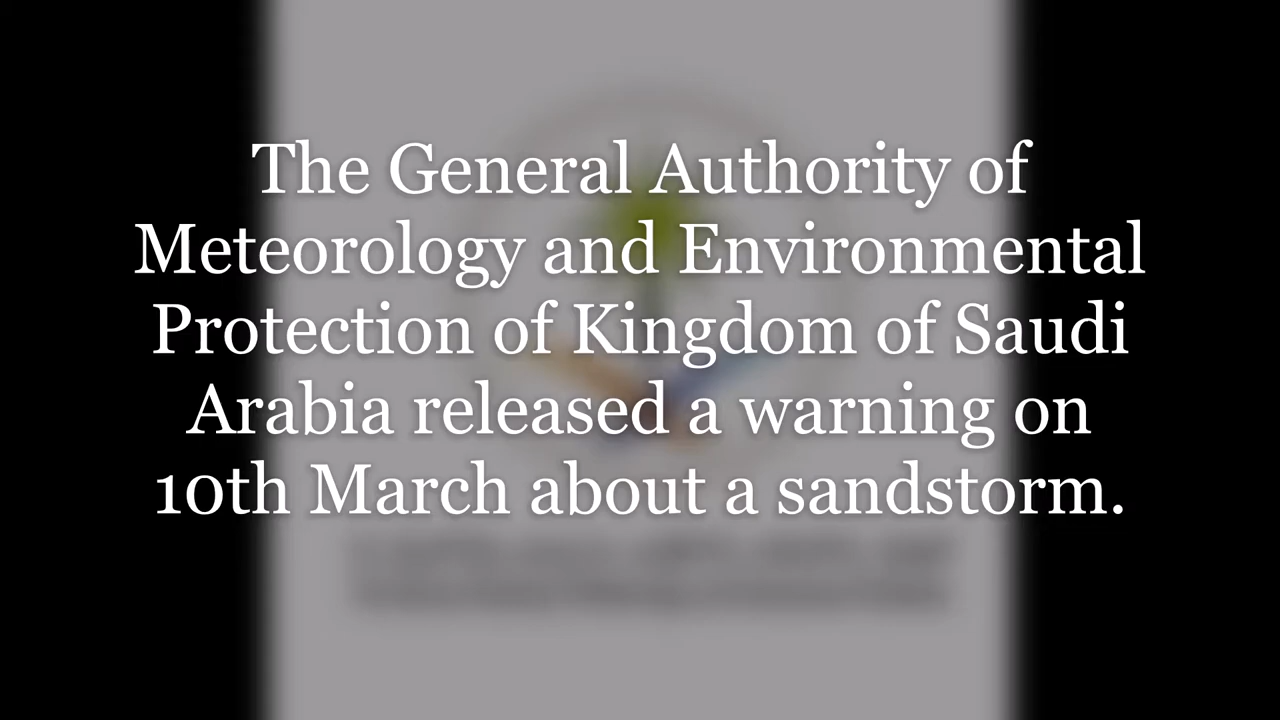 The General Authority of
Meteorology and Environmental
Protection of Kingdom of Saudi
Arabia released a warning on
10th March about a sandstorm.